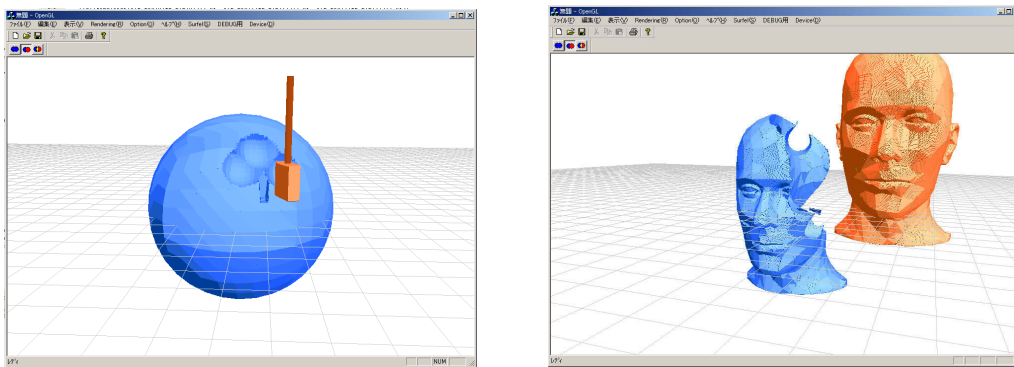 無題 - OpenGL
ファイル(F) 編集(E) 表示(V) Rendering(R) Option(O) ヘルプ(H) Surfel(S) DEBUG用 Device(D)
レディ
NUM
無題 - OpenGL
ファイル(F) 編集(E) 表示(V) Rendering(R) Option(O) ヘルプ(H) Surfel(S) DEBUG用 Device(D)
レディ